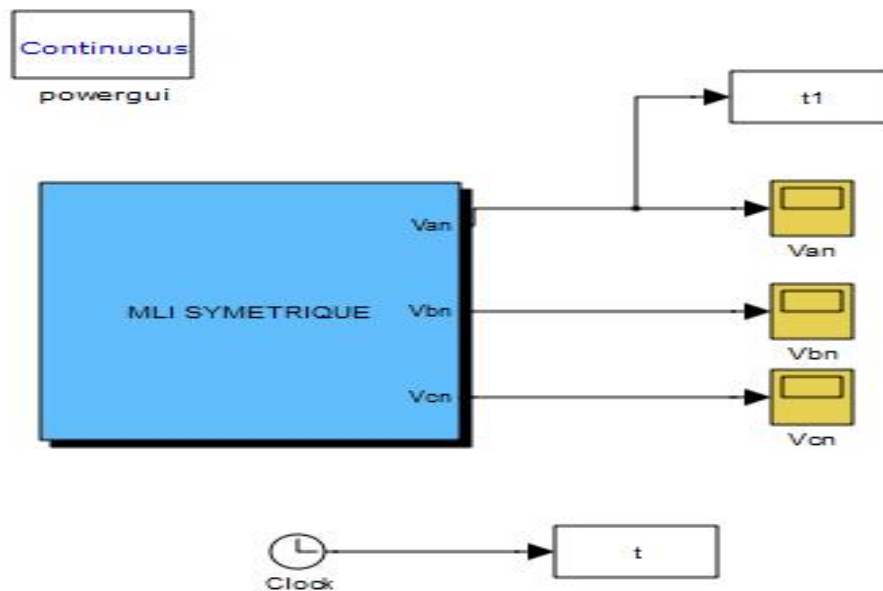 Continuous
powergui
t1
Van
Van
MLI SYMETRIQUE
Vbn
Vbn
Vcn
Vcn
t
Clock